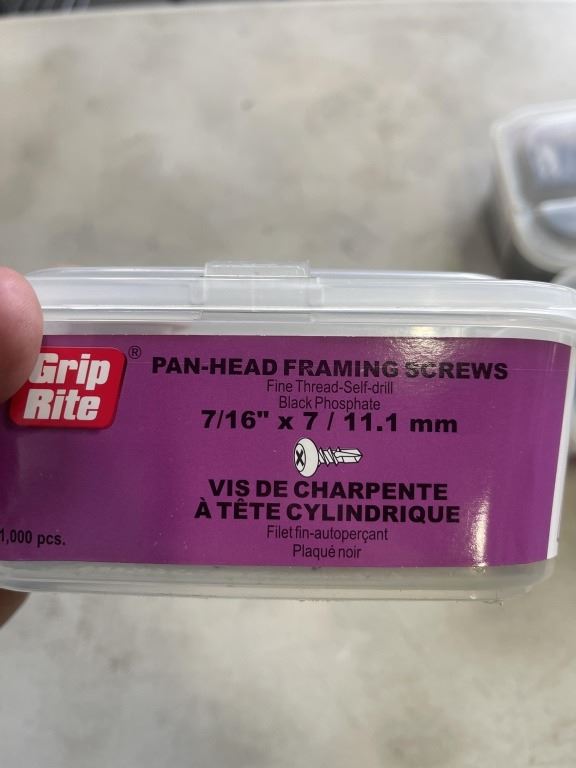 Grip
Rite
®
PAN-HEAD FRAMING SCREWS
Fine Thread-Self-drill
Black Phosphate
7/16" x 7 / 11.1 mm
VIS DE CHARPENTE
À TÊTE CYLINDRIQUE
Filet fin-autoperçant
Plaqué noir
1,000 pcs.